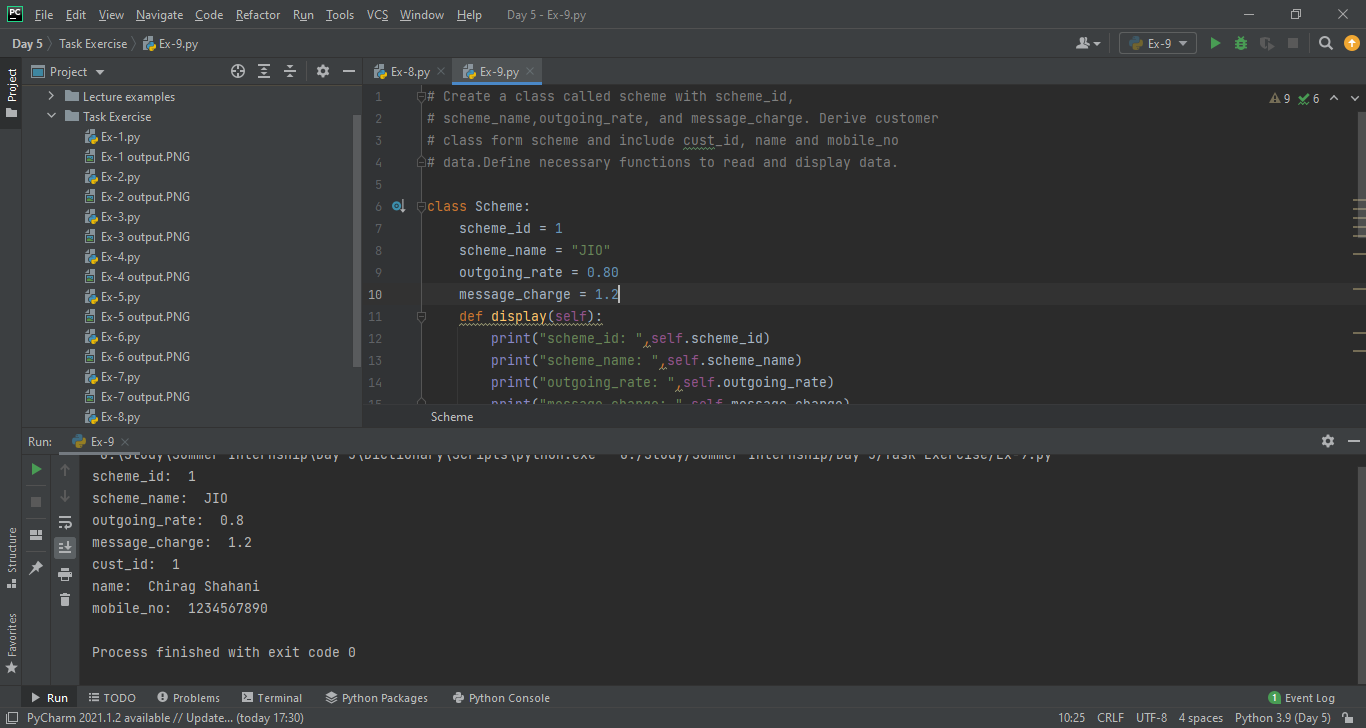 PC File Edit View Navigate Code Refactor Run Tools VCS Window Help Day 5 - Ex-9.py
Day 5 Task Exercise Ex-9.py Ex-9
Project
Project
Ex-8.py Ex-9.py
Lecture examples
Task Exercise
Ex-1.py
Ex-1 output.PNG
Ex-2.py
Ex-2 output.PNG
Ex-3.py
Ex-3 output.PNG
Ex-4.py
Ex-4 output.PNG
Ex-5.py
Ex-5 output.PNG
Ex-6.py
Ex-6 output.PNG
Ex-7.py
Ex-7 output.PNG
Ex-8.py
9 6
1 # Create a class called scheme with scheme_id,
2 # scheme_name,outgoing_rate, and message_charge. Derive customer
3 # class form scheme and include cust_id, name and mobile_no
4 # data.Define necessary functions to read and display data.
5
6 class Scheme:
7 scheme_id = 1
8 scheme_name = "JIO"
9 outgoing_rate = 0.80
10 message_charge = 1.2
11 def display(self):
12 print("scheme_id: ",self.scheme_id)
13 print("scheme_name: ",self.scheme_name)
14 print("outgoing_rate: ",self.outgoing_rate)
15 print("message_charge: ",self.message_charge)
Scheme
Run: Ex-9
scheme_id:  1
scheme_name:  JIO
outgoing_rate:  0.8
message_charge:  1.2
cust_id:  1
name:  Chirag Shahani
mobile_no:  1234567890
Process finished with exit code 0
Structure
Favorites
Run TODO Problems Terminal Python Packages Python Console 1 Event Log
PyCharm 2021.1.2 available // Update... (today 17:30) 10:25 CRLF UTF-8 4 spaces Python 3.9 (Day 5)